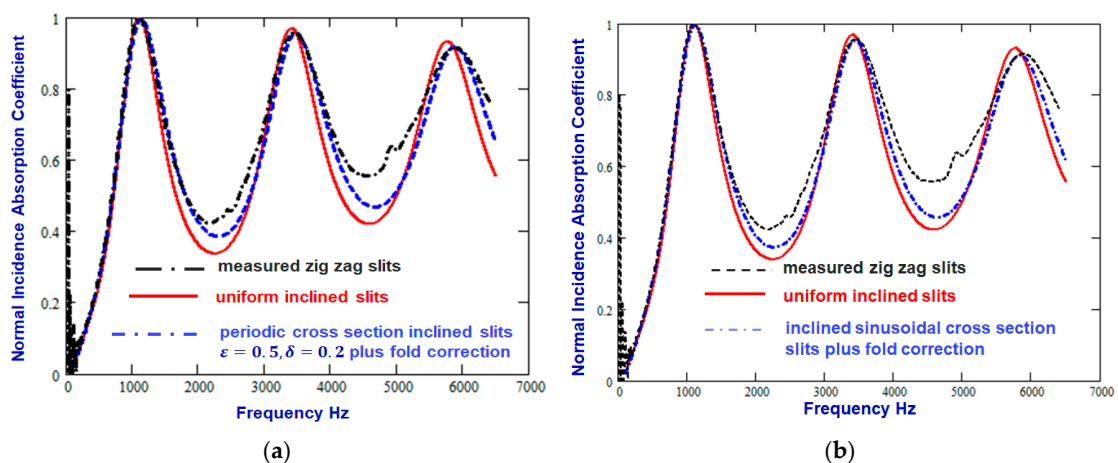 Normal Incidence Absorption Coefficient
1
0.8
0.6
0.4
0.2
0
measured zig zag slits
uniform inclined slits
periodic cross section inclined slits
ε = 0.5, δ = 0.2 plus fold correction
0 1000 2000 3000 4000 5000 6000 7000
Frequency Hz
(a)
Normal Incidence Absorption Coefficient
1
0.8
0.6
0.4
0.2
0
measured zig zag slits
uniform inclined slits
inclined sinusoidal cross section
slits plus fold correction
0 1000 2000 3000 4000 5000 6000 7000
Frequency Hz
(b)